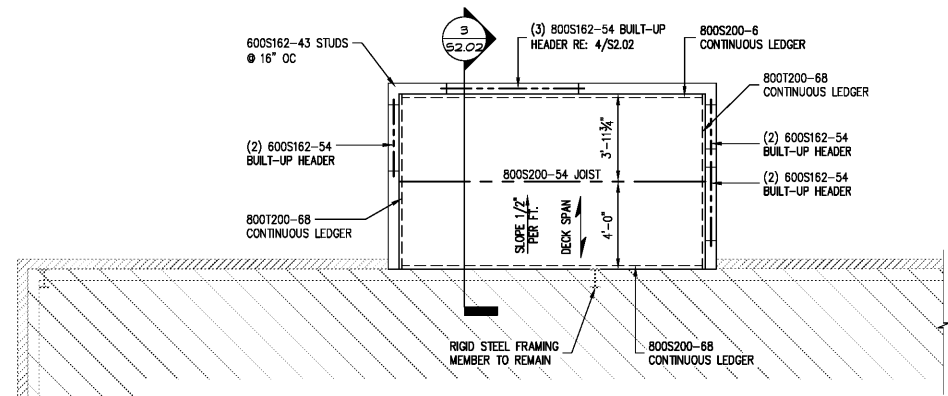 3
S2.02
(3) 800S162-54 BUILT-UP
HEADER RE: 4/S2.02
800S200-6
CONTINUOUS LEDGER
600S162-43 STUDS
@ 16" OC
800T200-68
CONTINUOUS LEDGER
3'-11¾"
(2) 600S162-54
BUILT-UP HEADER
(2) 600S162-54
BUILT-UP HEADER
800S200-54 JOIST
(2) 600S162-54
BUILT-UP HEADER
800T200-68
CONTINUOUS LEDGER
SLOPE 1/2"
PER FT.
DECK SPAN
4'-0"
RIGID STEEL FRAMING
MEMBER TO REMAIN
800S200-68
CONTINUOUS LEDGER